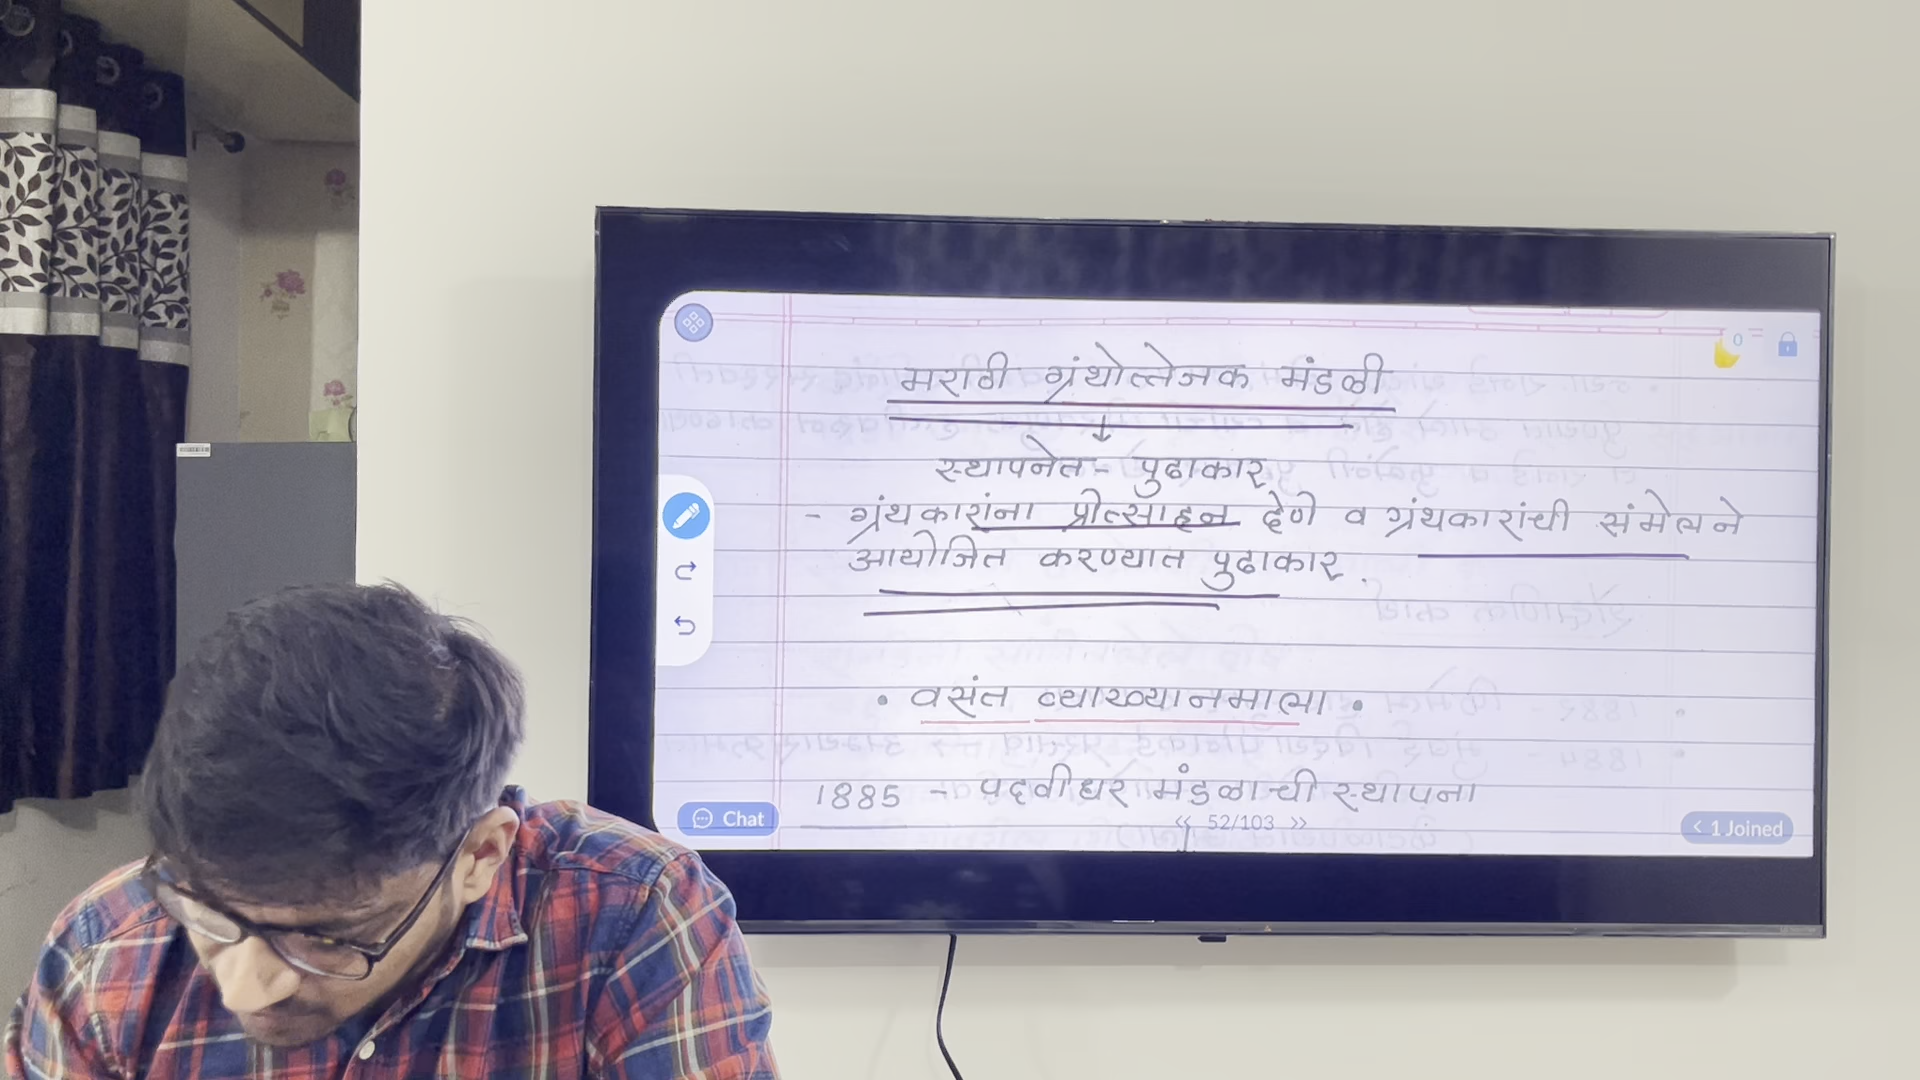 मराठी ग्रंथोत्तेजक मंडळी
↓
स्थापनेत - पुढाकार
- ग्रंथकारांना प्रोत्साहन देणे व ग्रंथकारांची संमेलने
आयोजित करण्यात पुढाकार.
• वसंत व्याख्यानमाला •
1885 - पदवीधर मंडळाची स्थापना
Chat
<< 52/103 >>
< 1 Joined
0